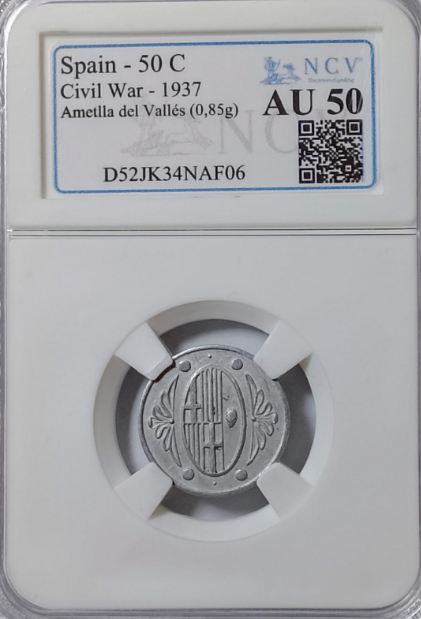 Spain - 50 C
NCV
Civil War - 1937
AU 50
Ametlla del Vallés (0,85g)
D52JK34NAF06